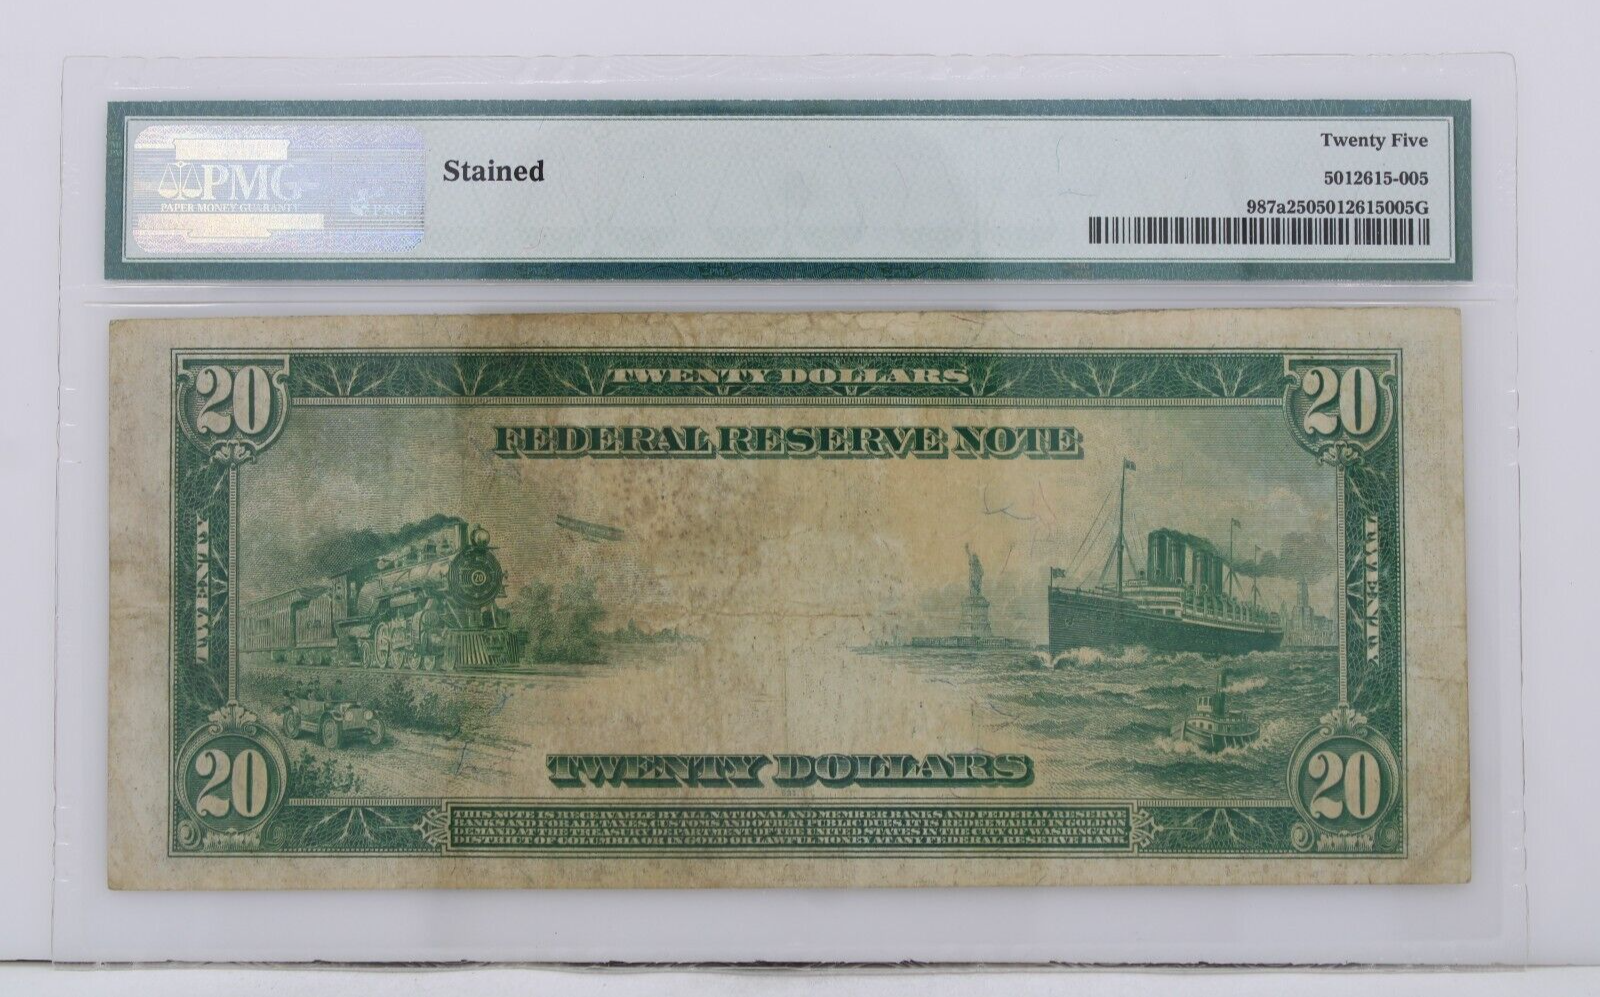 PMG
PAPER MONEY GUARANTY
PNG
Stained
Twenty Five
5012615-005
987a2505012615005G
20
TWENTY DOLLARS
20
FEDERAL RESERVE NOTE
TWENTY
20
TWENTY
TWENTY DOLLARS
20
20
THIS NOTE IS RECEIVABLE BY ALL NATIONAL AND MEMBER BANKS AND FEDERAL RESERVE
BANKS AND FOR ALL TAXES, CUSTOMS AND OTHER PUBLIC DUES. IT IS REDEEMABLE IN GOLD ON
DEMAND AT THE TREASURY DEPARTMENT OF THE UNITED STATES IN THE CITY OF WASHINGTON,
DISTRICT OF COLUMBIA OR IN GOLD OR LAWFUL MONEY AT ANY FEDERAL RESERVE BANK.